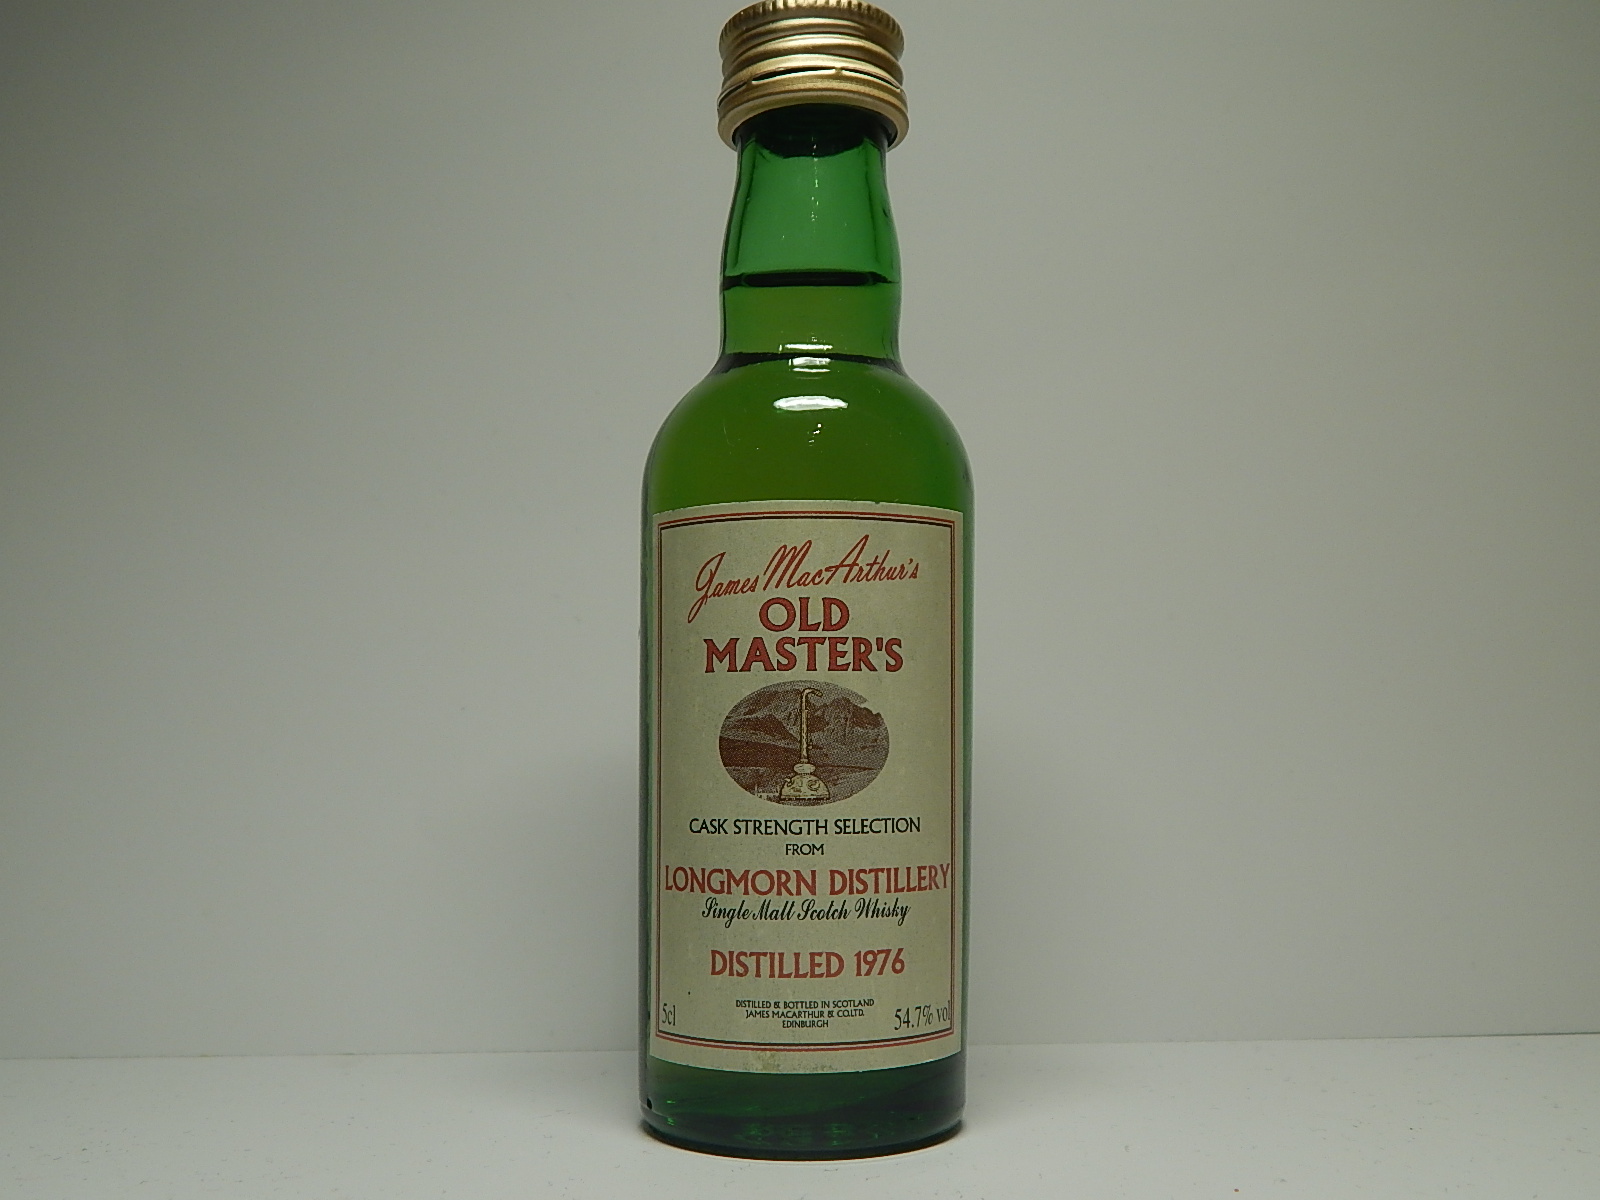 James MacArthur's
OLD
MASTER'S
CASK STRENGTH SELECTION
FROM
LONGMORN DISTILLERY
Single Malt Scotch Whisky
DISTILLED 1976
5cl
DISTILLED & BOTTLED IN SCOTLAND
JAMES MACARTHUR & CO.LTD.
EDINBURGH
54.7% vol